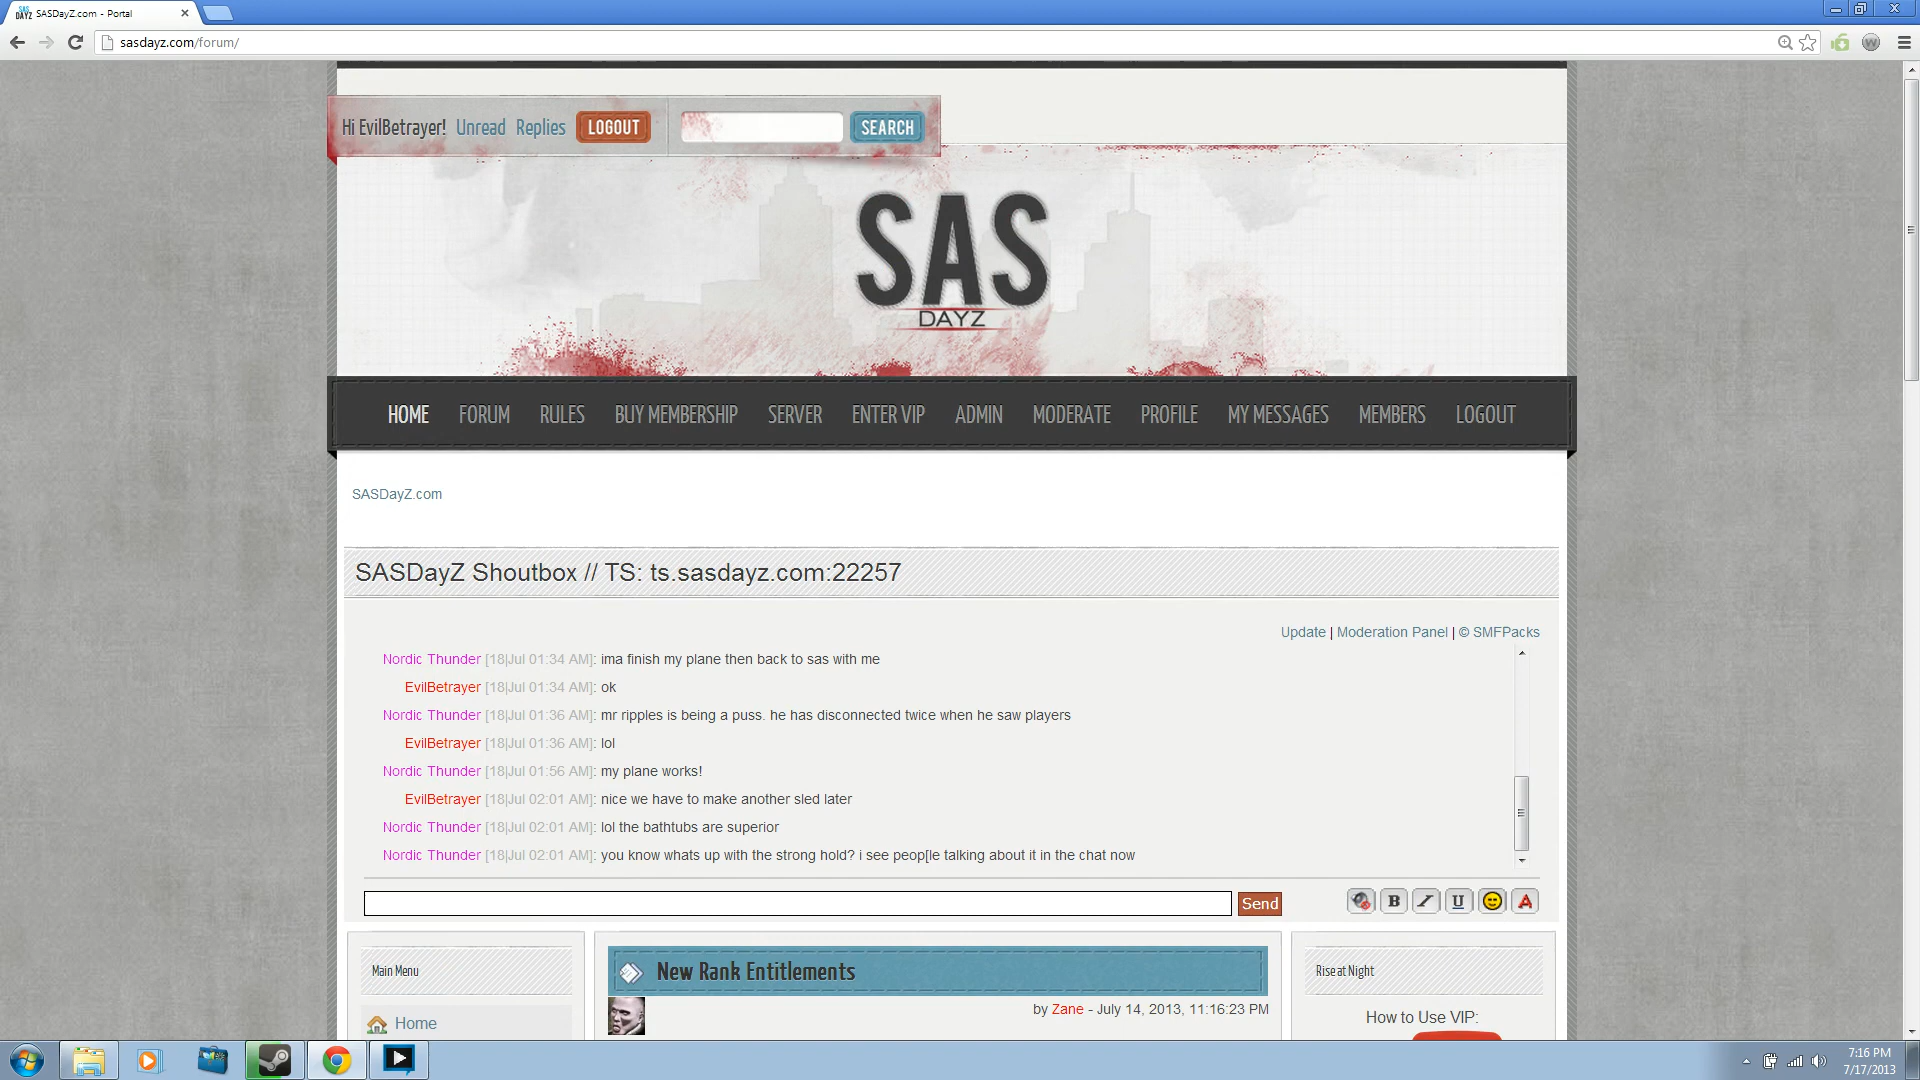 SASDayZ.com - Portal
sasdayz.com/forum/
Hi EvilBetrayer! Unread Replies LOGOUT SEARCH
SAS
DAYZ
HOME FORUM RULES BUY MEMBERSHIP SERVER ENTER VIP ADMIN MODERATE PROFILE MY MESSAGES MEMBERS LOGOUT
SASDayZ.com
SASDayZ Shoutbox // TS: ts.sasdayz.com:22257
Update | Moderation Panel | © SMFPacks
Nordic Thunder [18|Jul 01:34 AM]: ima finish my plane then back to sas with me
EvilBetrayer [18|Jul 01:34 AM]: ok
Nordic Thunder [18|Jul 01:36 AM]: mr ripples is being a puss. he has disconnected twice when he saw players
EvilBetrayer [18|Jul 01:36 AM]: lol
Nordic Thunder [18|Jul 01:56 AM]: my plane works!
EvilBetrayer [18|Jul 02:01 AM]: nice we have to make another sled later
Nordic Thunder [18|Jul 02:01 AM]: lol the bathtubs are superior
Nordic Thunder [18|Jul 02:01 AM]: you know whats up with the strong hold? i see peop[le talking about it in the chat now
Send B I U A
Main Menu
Home
New Rank Entitlements
by Zane - July 14, 2013, 11:16:23 PM
Rise at Night
How to Use VIP:
7:16 PM
7/17/2013